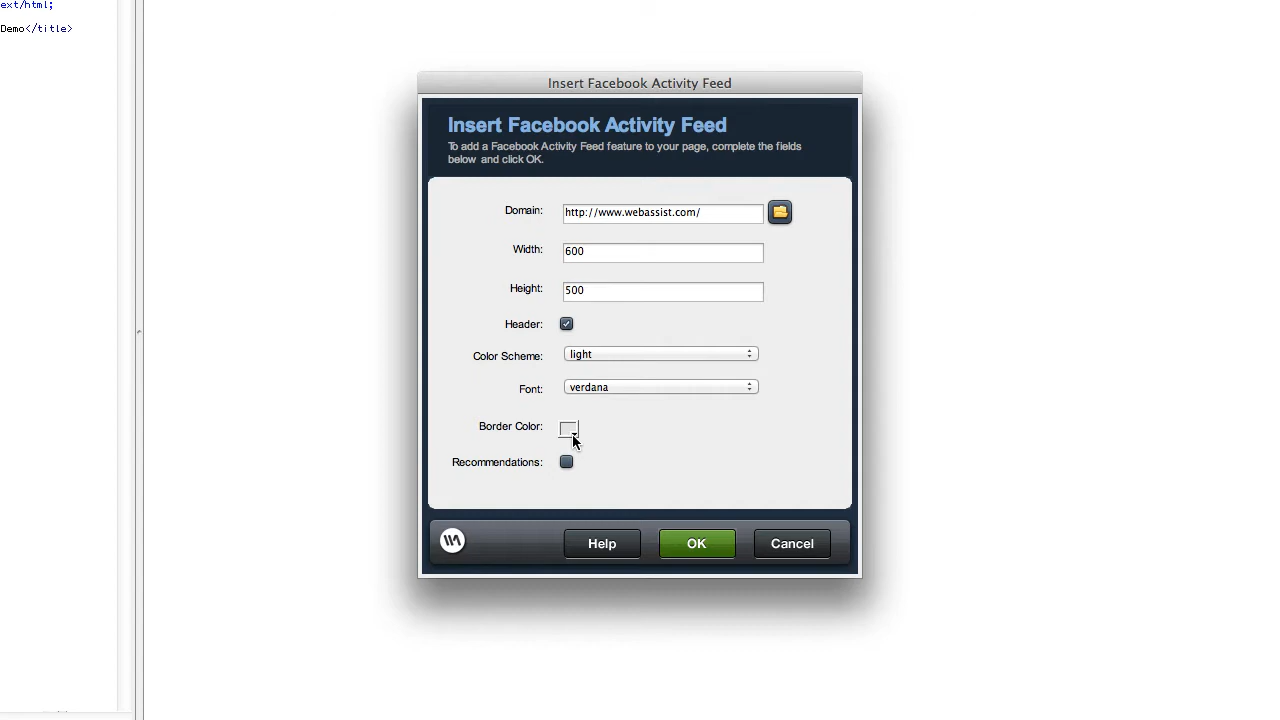 ext/html;
Demo</title>
Insert Facebook Activity Feed
Insert Facebook Activity Feed
To add a Facebook Activity Feed feature to your page, complete the fields
below and click OK.
Domain: http://www.webassist.com/
Width: 600
Height: 500
Header:
Color Scheme: light
Font: verdana
Border Color:
Recommendations:
Help OK Cancel